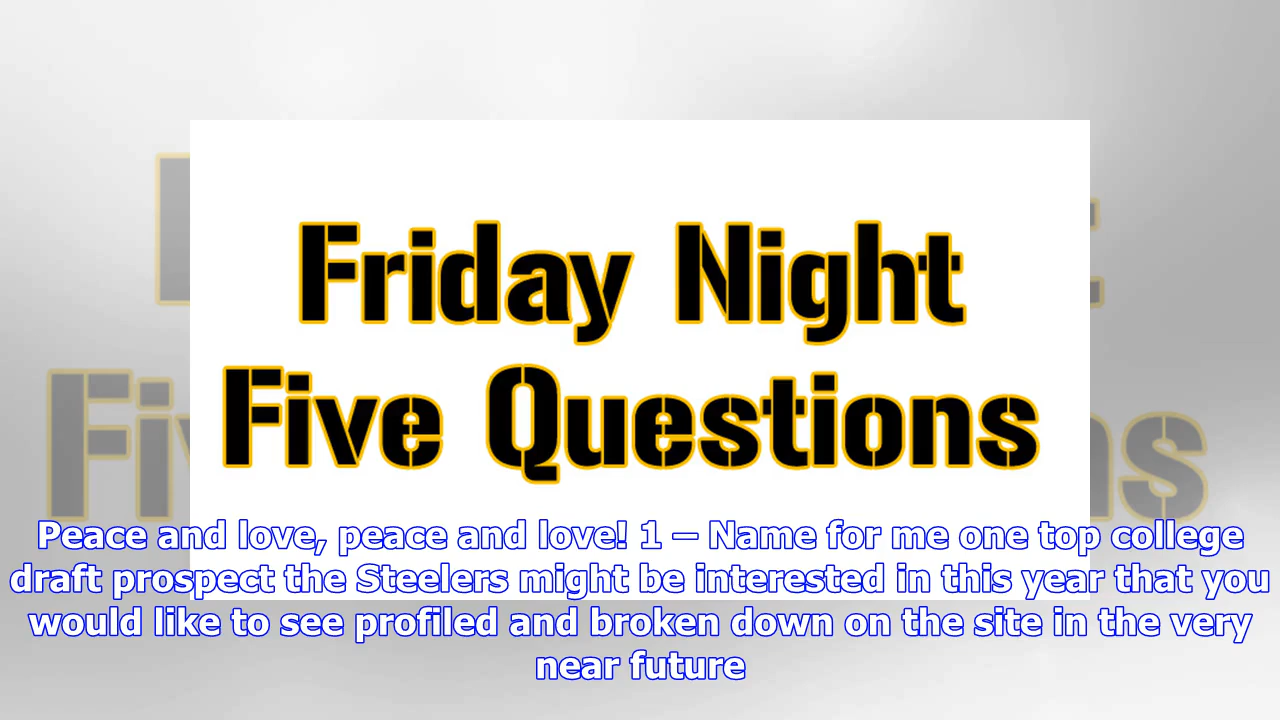 Friday Night
Five Questions
Peace and love, peace and love! 1 — Name for me one top college
draft prospect the Steelers might be interested in this year that you
would like to see profiled and broken down on the site in the very
near future